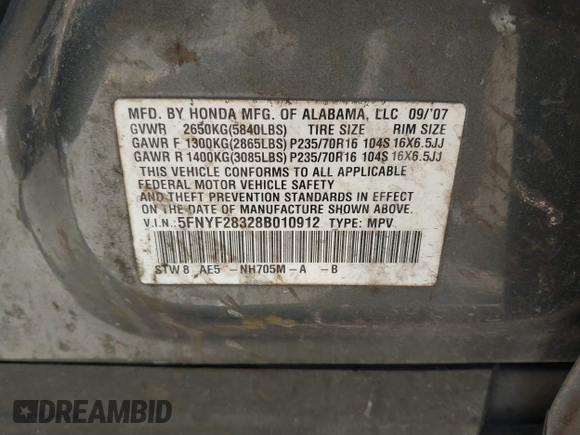 MFD. BY HONDA MFG. OF ALABAMA, LLC 09/'07
GVWR 2650KG(5840LBS) TIRE SIZE RIM SIZE
GAWR F 1300KG(2865LBS) P235/70R16 104S 16X6.5JJ
GAWR R 1400KG(3085LBS) P235/70R16 104S 16X6.5JJ
THIS VEHICLE CONFORMS TO ALL APPLICABLE
FEDERAL MOTOR VEHICLE SAFETY
AND THEFT PREVENTION STANDARDS IN EFFECT ON
THE DATE OF MANUFACTURE SHOWN ABOVE.
V.I.N.: 5FNYF28328B010912 TYPE: MPV
STW8 AE5 -NH705M-A -B
DREAMBID